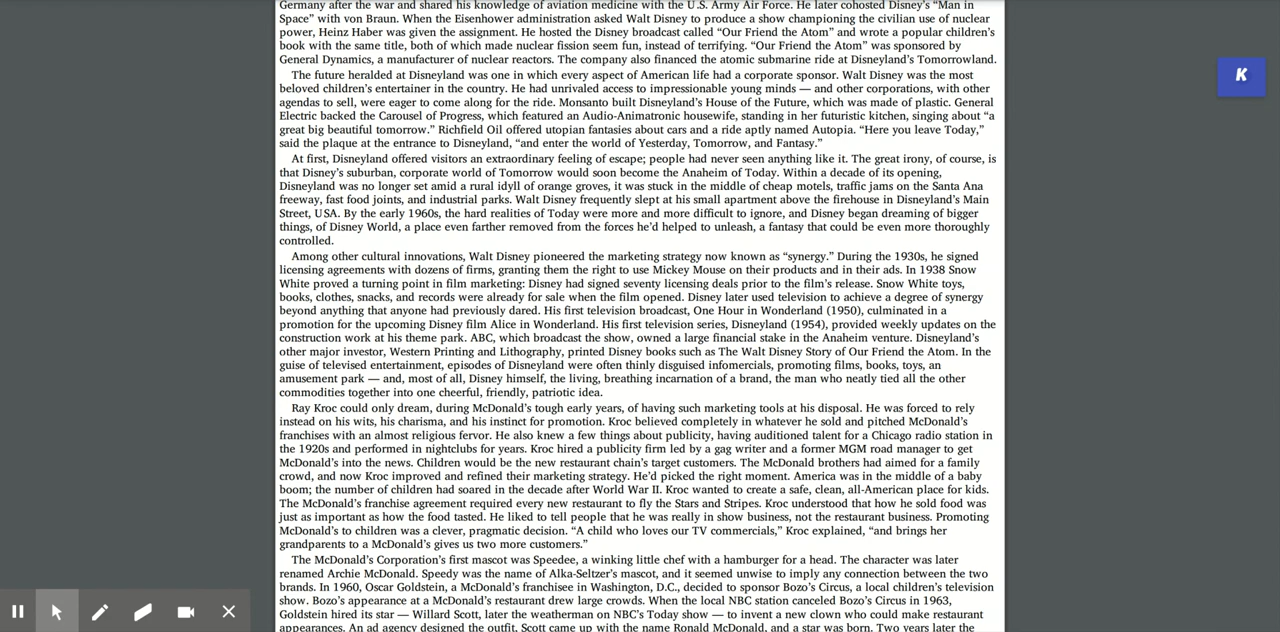 Germany after the war and shared his knowledge of aviation medicine with the U.S. Army Air Force. He later cohosted Disney's “Man in
Space” with von Braun. When the Eisenhower administration asked Walt Disney to produce a show championing the civilian use of nuclear
power, Heinz Haber was given the assignment. He hosted the Disney broadcast called “Our Friend the Atom” and wrote a popular children's
book with the same title, both of which made nuclear fission seem fun, instead of terrifying. “Our Friend the Atom” was sponsored by
General Dynamics, a manufacturer of nuclear reactors. The company also financed the atomic submarine ride at Disneyland's Tomorrowland.
The future heralded at Disneyland was one in which every aspect of American life had a corporate sponsor. Walt Disney was the most
beloved children's entertainer in the country. He had unrivaled access to impressionable young minds — and other corporations, with other
agendas to sell, were eager to come along for the ride. Monsanto built Disneyland's House of the Future, which was made of plastic. General
Electric backed the Carousel of Progress, which featured an Audio-Animatronic housewife, standing in her futuristic kitchen, singing about “a
great big beautiful tomorrow.” Richfield Oil offered utopian fantasies about cars and a ride aptly named Autopia. “Here you leave Today,”
said the plaque at the entrance to Disneyland, “and enter the world of Yesterday, Tomorrow, and Fantasy.”
At first, Disneyland offered visitors an extraordinary feeling of escape; people had never seen anything like it. The great irony, of course, is
that Disney's suburban, corporate world of Tomorrow would soon become the Anaheim of Today. Within a decade of its opening,
Disneyland was no longer set amid a rural idyll of orange groves, it was stuck in the middle of cheap motels, traffic jams on the Santa Ana
freeway, fast food joints, and industrial parks. Walt Disney frequently slept at his small apartment above the firehouse in Disneyland's Main
Street, USA. By the early 1960s, the hard realities of Today were more and more difficult to ignore, and Disney began dreaming of bigger
things, of Disney World, a place even farther removed from the forces he'd helped to unleash, a fantasy that could be even more thoroughly
controlled.
Among other cultural innovations, Walt Disney pioneered the marketing strategy now known as “synergy.” During the 1930s, he signed
licensing agreements with dozens of firms, granting them the right to use Mickey Mouse on their products and in their ads. In 1938 Snow
White proved a turning point in film marketing: Disney had signed seventy licensing deals prior to the film's release. Snow White toys,
books, clothes, snacks, and records were already for sale when the film opened. Disney later used television to achieve a degree of synergy
beyond anything that anyone had previously dared. His first television broadcast, One Hour in Wonderland (1950), culminated in a
promotion for the upcoming Disney film Alice in Wonderland. His first television series, Disneyland (1954), provided weekly updates on the
construction work at his theme park. ABC, which broadcast the show, owned a large financial stake in the Anaheim venture. Disneyland's
other major investor, Western Printing and Lithography, printed Disney books such as The Walt Disney Story of Our Friend the Atom. In the
guise of televised entertainment, episodes of Disneyland were often thinly disguised infomercials, promoting films, books, toys, an
amusement park — and, most of all, Disney himself, the living, breathing incarnation of a brand, the man who neatly tied all the other
commodities together into one cheerful, friendly, patriotic idea.
Ray Kroc could only dream, during McDonald's tough early years, of having such marketing tools at his disposal. He was forced to rely
instead on his wits, his charisma, and his instinct for promotion. Kroc believed completely in whatever he sold and pitched McDonald's
franchises with an almost religious fervor. He also knew a few things about publicity, having auditioned talent for a Chicago radio station in
the 1920s and performed in nightclubs for years. Kroc hired a publicity firm led by a gag writer and a former MGM road manager to get
McDonald's into the news. Children would be the new restaurant chain's target customers. The McDonald brothers had aimed for a family
crowd, and now Kroc improved and refined their marketing strategy. He'd picked the right moment. America was in the middle of a baby
boom; the number of children had soared in the decade after World War II. Kroc wanted to create a safe, clean, all-American place for kids.
The McDonald's franchise agreement required every new restaurant to fly the Stars and Stripes. Kroc understood that how he sold food was
just as important as how the food tasted. He liked to tell people that he was really in show business, not the restaurant business. Promoting
McDonald's to children was a clever, pragmatic decision. “A child who loves our TV commercials,” Kroc explained, “and brings her
grandparents to a McDonald's gives us two more customers.”
The McDonald's Corporation's first mascot was Speedee, a winking little chef with a hamburger for a head. The character was later
renamed Archie McDonald. Speedy was the name of Alka-Seltzer's mascot, and it seemed unwise to imply any connection between the two
brands. In 1960, Oscar Goldstein, a McDonald's franchisee in Washington, D.C., decided to sponsor Bozo's Circus, a local children's television
show. Bozo's appearance at a McDonald's restaurant drew large crowds. When the local NBC station canceled Bozo's Circus in 1963,
Goldstein hired its star — Willard Scott, later the weatherman on NBC's Today show — to invent a new clown who could make restaurant
appearances. An ad agency designed the outfit, Scott came up with the name Ronald McDonald, and a star was born. Two years later the
K